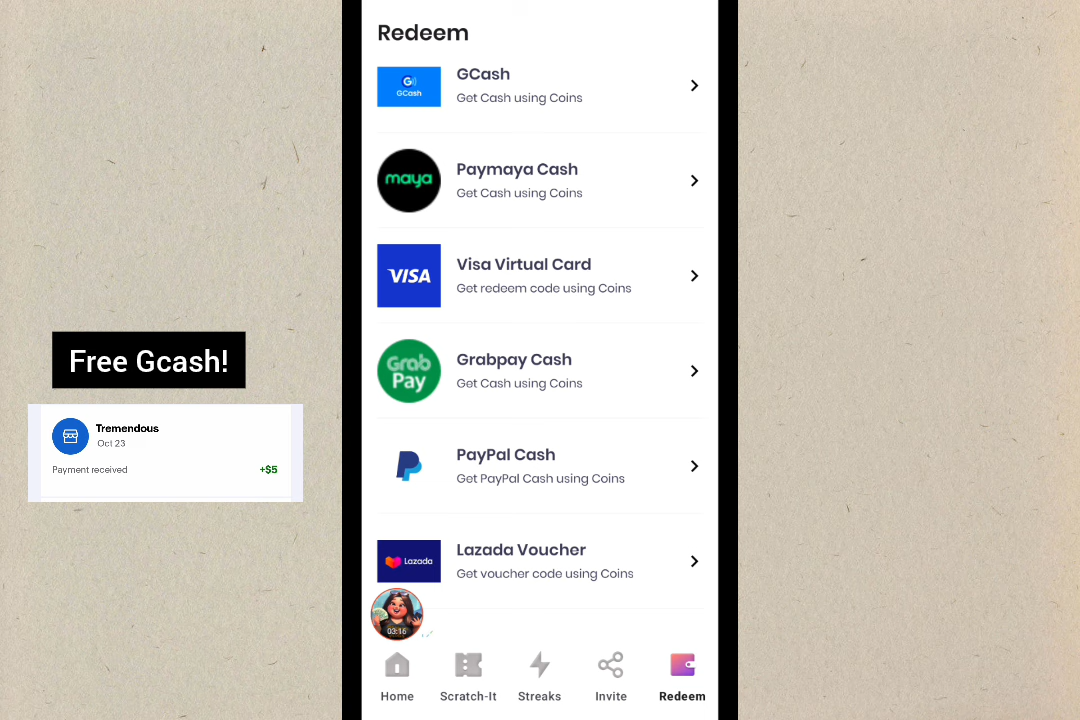 Redeem
GCash
GCash
Get Cash using Coins
maya
Paymaya Cash
Get Cash using Coins
VISA
Visa Virtual Card
Get redeem code using Coins
Grab
Pay
Grabpay Cash
Get Cash using Coins
PayPal Cash
Get PayPal Cash using Coins
Lazada
Lazada Voucher
Get voucher code using Coins
03:16
Home
Scratch-It
Streaks
Invite
Redeem
Free Gcash!
Tremendous
Oct 23
Payment received
+$5